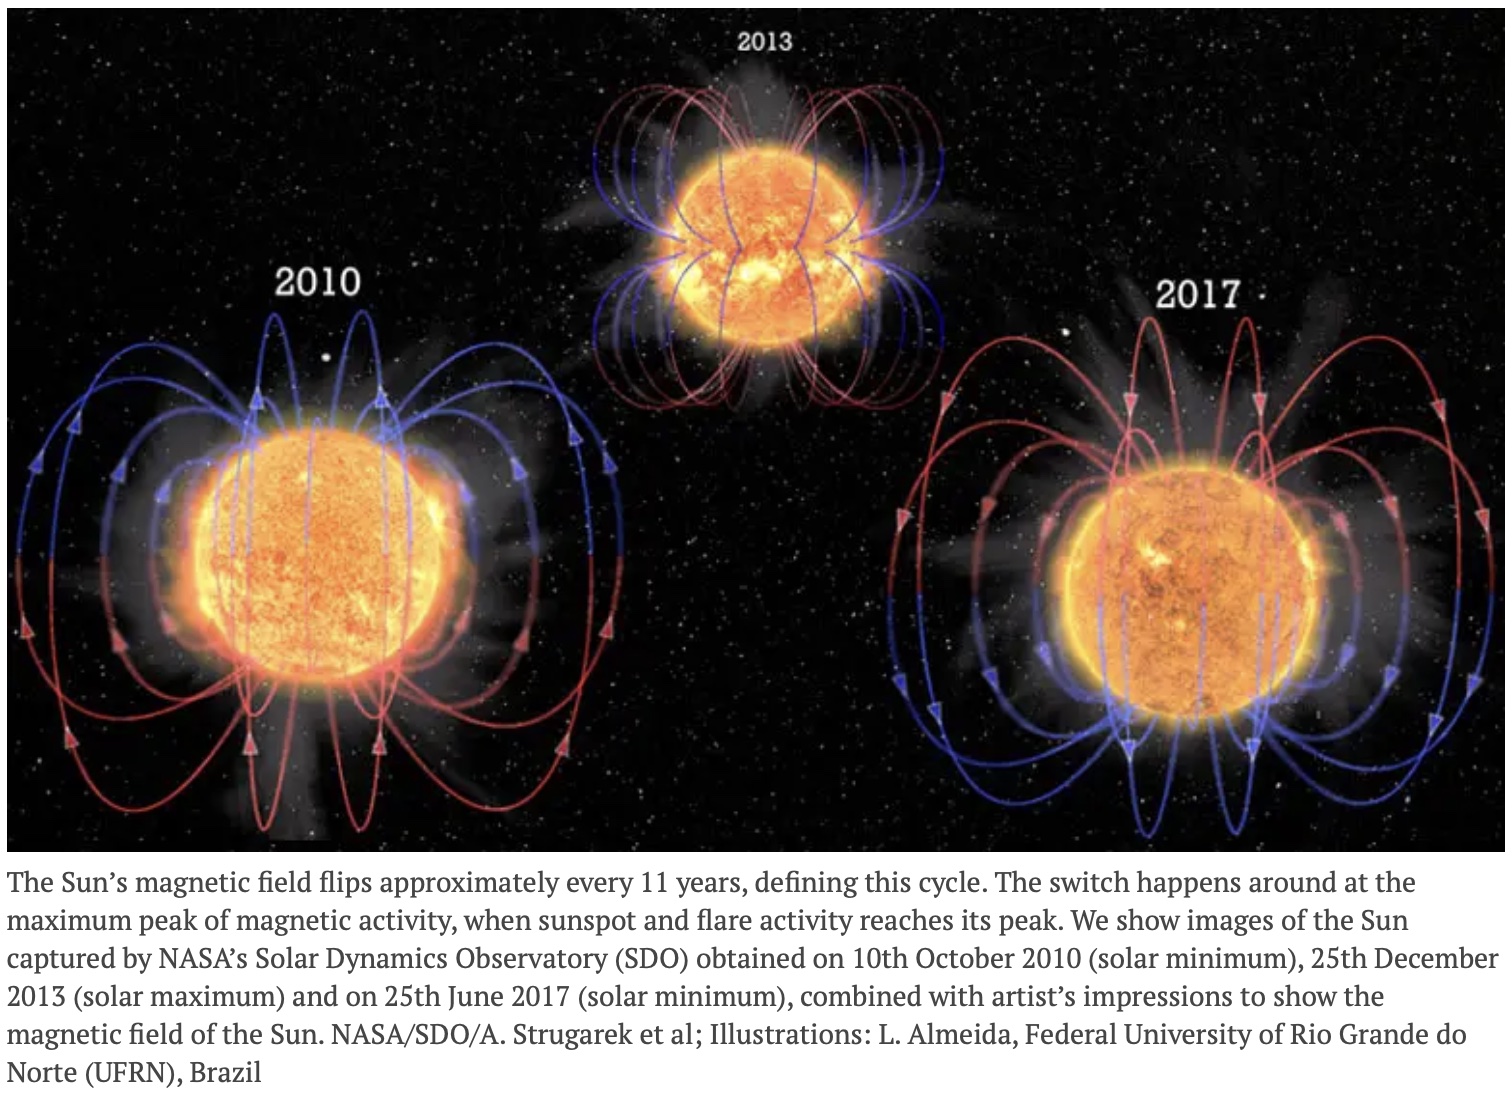 2013
2010
2017
The Sun’s magnetic field flips approximately every 11 years, defining this cycle. The switch happens around at the
maximum peak of magnetic activity, when sunspot and flare activity reaches its peak. We show images of the Sun
captured by NASA’s Solar Dynamics Observatory (SDO) obtained on 10th October 2010 (solar minimum), 25th December
2013 (solar maximum) and on 25th June 2017 (solar minimum), combined with artist’s impressions to show the
magnetic field of the Sun. NASA/SDO/A. Strugarek et al; Illustrations: L. Almeida, Federal University of Rio Grande do
Norte (UFRN), Brazil